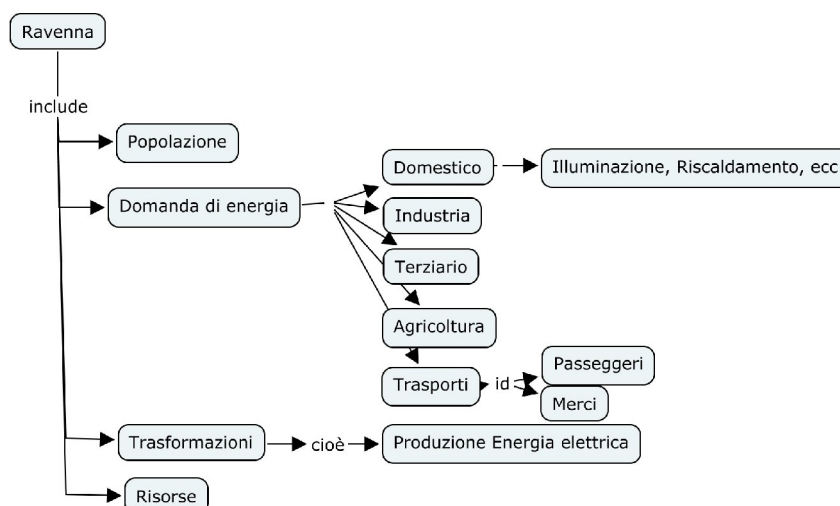 Ravenna
include
Popolazione
Domanda di energia
Domestico
Illuminazione, Riscaldamento, ecc
Industria
Terziario
Agricoltura
Trasporti
id
Passeggeri
Merci
Trasformazioni
cioè
Produzione Energia elettrica
Risorse